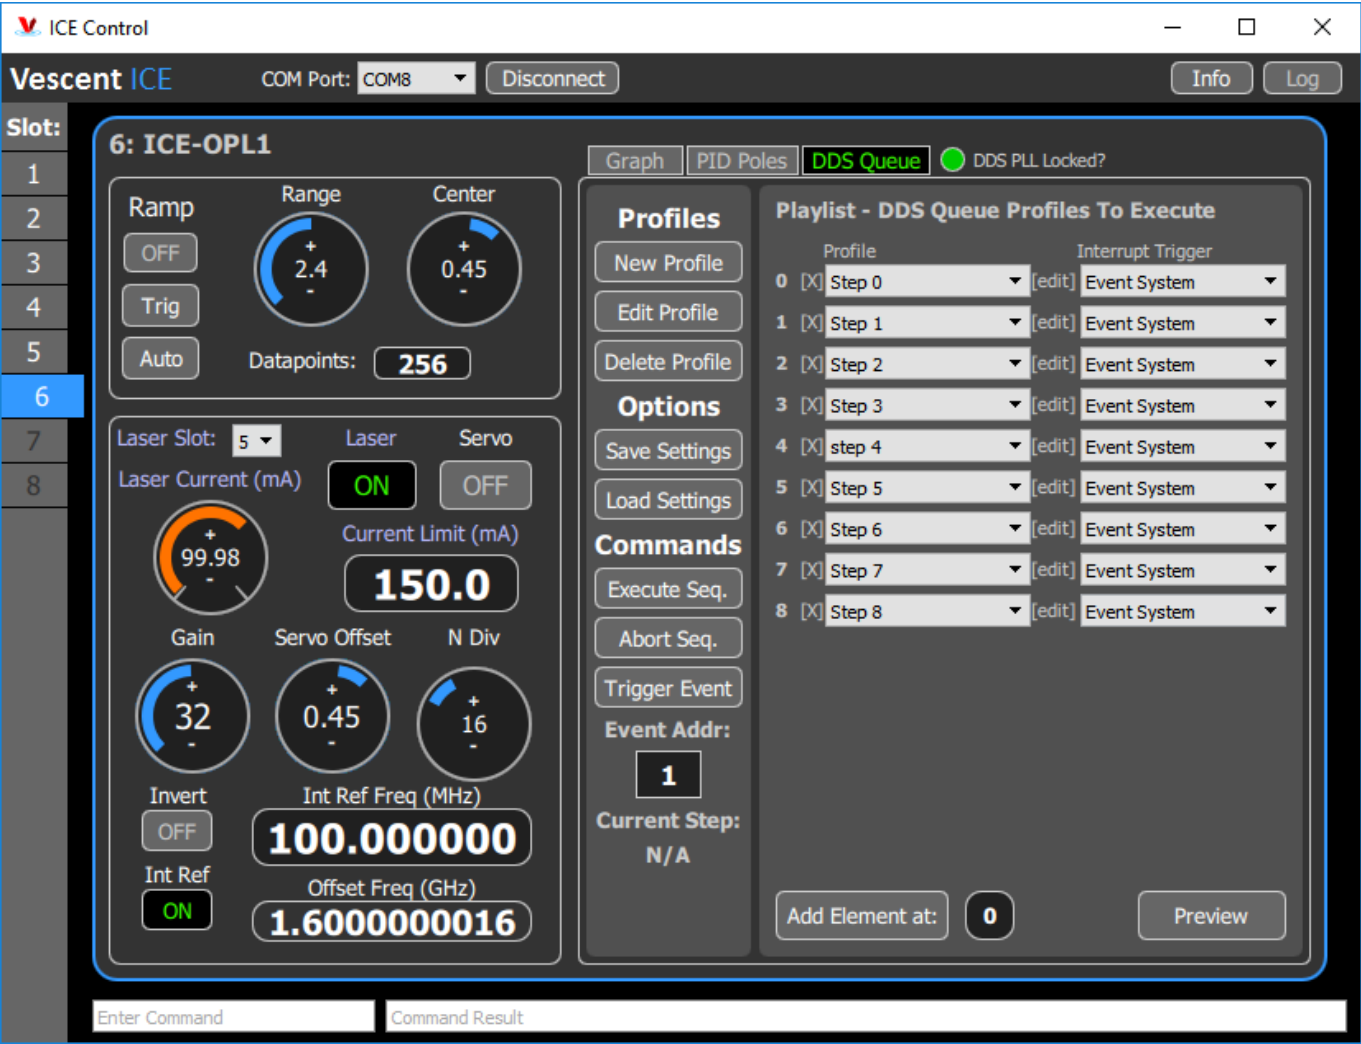 ICE Control
Vescent ICE
COM Port: COM8
Disconnect
Info
Log
Slot:
1
2
3
4
5
6
7
8
6: ICE-OPL1
Ramp
OFF
Trig
Auto
Range
+
2.4
-
Center
+
0.45
-
Datapoints: 256
Laser Slot: 5
Laser
ON
Servo
OFF
Laser Current (mA)
+
99.98
-
Current Limit (mA)
150.0
Gain
+
32
-
Servo Offset
+
0.45
-
N Div
+
16
-
Invert
OFF
Int Ref Freq (MHz)
100.000000
Int Ref
ON
Offset Freq (GHz)
1.6000000016
Graph
PID Poles
DDS Queue
DDS PLL Locked?
Profiles
New Profile
Edit Profile
Delete Profile
Options
Save Settings
Load Settings
Commands
Execute Seq.
Abort Seq.
Trigger Event
Event Addr:
1
Current Step:
N/A
Playlist - DDS Queue Profiles To Execute
Profile Interrupt Trigger
0 [X] Step 0 [edit] Event System
1 [X] Step 1 [edit] Event System
2 [X] Step 2 [edit] Event System
3 [X] Step 3 [edit] Event System
4 [X] step 4 [edit] Event System
5 [X] Step 5 [edit] Event System
6 [X] Step 6 [edit] Event System
7 [X] Step 7 [edit] Event System
8 [X] Step 8 [edit] Event System
Add Element at: 0
Preview
Enter Command
Command Result